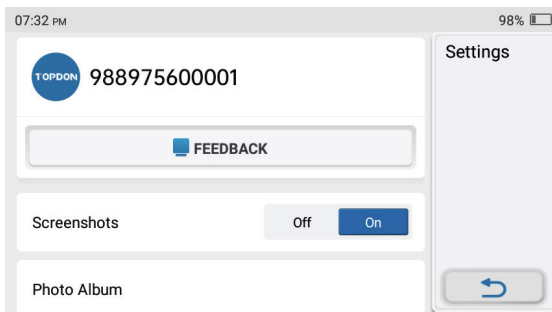 07:32 PM
98%
Settings
TOPDON
988975600001
FEEDBACK
Screenshots
Off
On
Photo Album